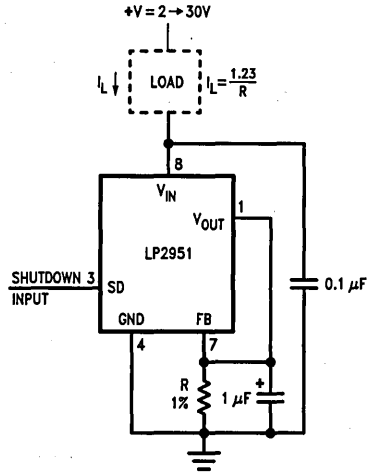 +V = 2 → 30V
I_L ↓
LOAD
I_L = 1.23/R
8
V_IN
1
V_OUT
LP2951
0.1 µF
SHUTDOWN 3
INPUT
SD
GND
FB
4
7
R
1%
1 µF
+